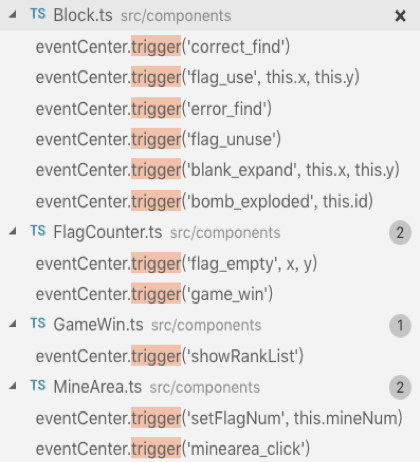 TS Block.ts src/components ×
eventCenter.trigger('correct_find')
eventCenter.trigger('flag_use', this.x, this.y)
eventCenter.trigger('error_find')
eventCenter.trigger('flag_unuse')
eventCenter.trigger('blank_expand', this.x, this.y)
eventCenter.trigger('bomb_exploded', this.id)
TS FlagCounter.ts src/components 2
eventCenter.trigger('flag_empty', x, y)
eventCenter.trigger('game_win')
TS GameWin.ts src/components 1
eventCenter.trigger('showRankList')
TS MineArea.ts src/components 2
eventCenter.trigger('setFlagNum', this.mineNum)
eventCenter.trigger('minearea_click')